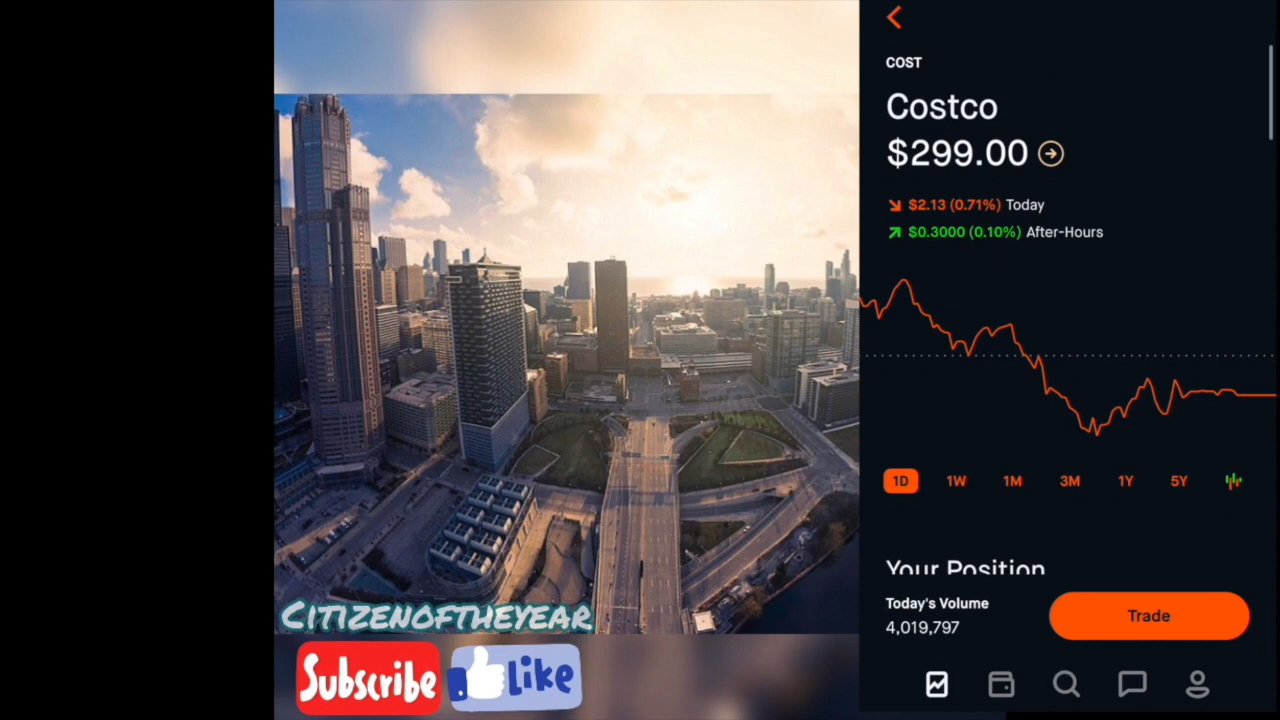 COST
Costco
$299.00
$2.13 (0.71%) Today
$0.3000 (0.10%) After-Hours
1D 1W 1M 3M 1Y 5Y
Your Position
Today's Volume
4,019,797
Trade
CITIZENOFTHEYEAR
Subscribe Like